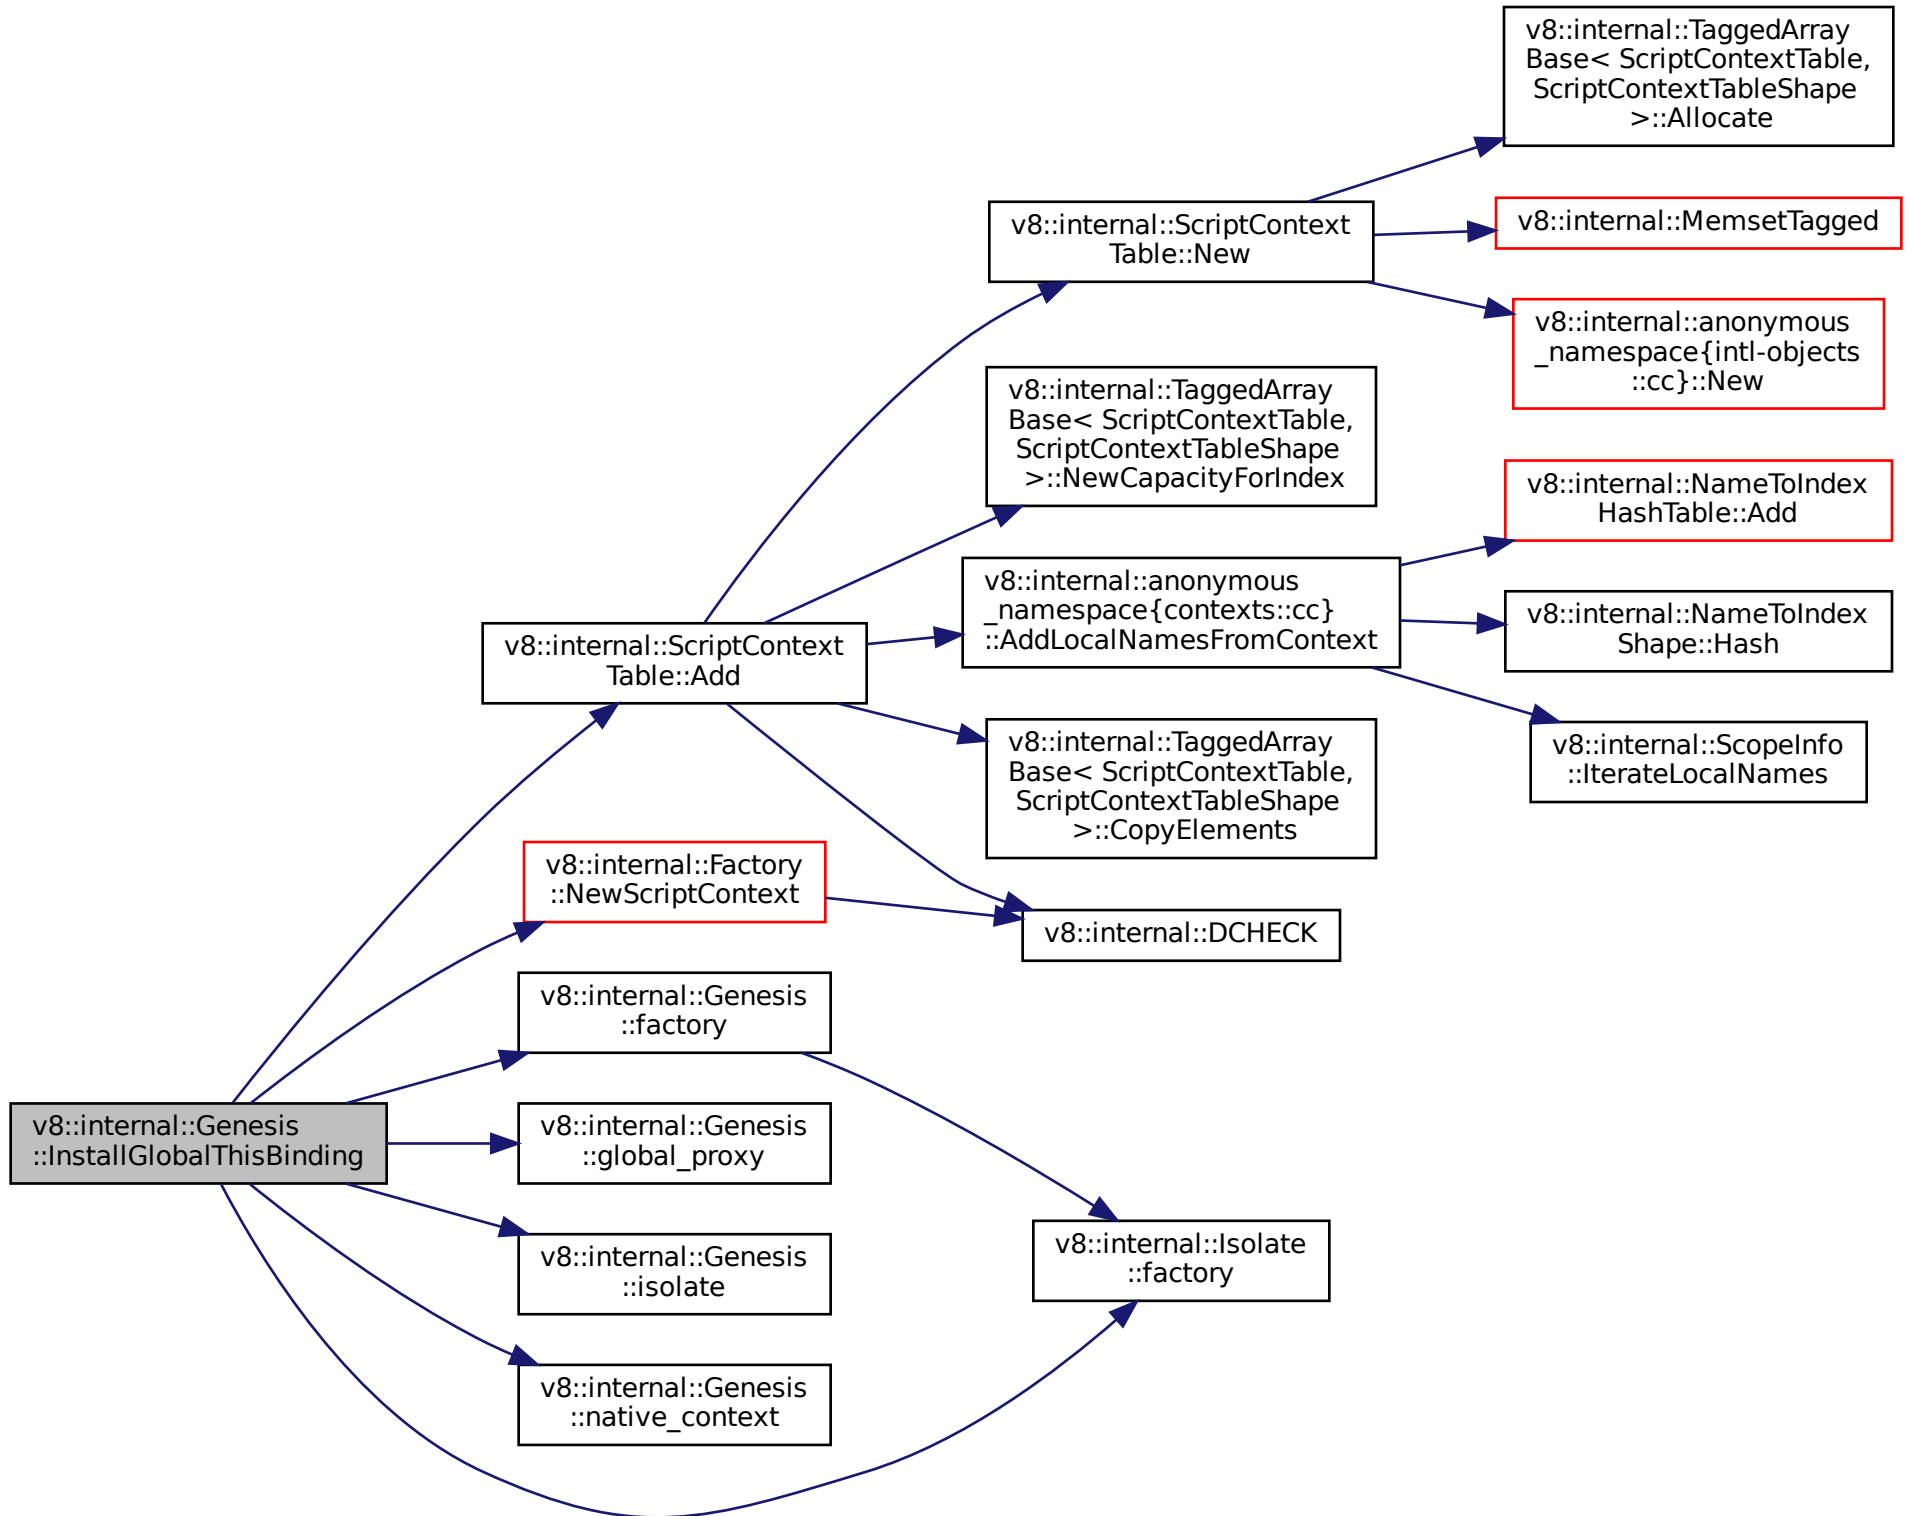 v8::internal::TaggedArray
Base< ScriptContextTable,
ScriptContextTableShape
>::Allocate
v8::internal::ScriptContext
Table::New
v8::internal::MemsetTagged
v8::internal::anonymous
_namespace{intl-objects
::cc}::New
v8::internal::TaggedArray
Base< ScriptContextTable,
ScriptContextTableShape
>::NewCapacityForIndex
v8::internal::NameToIndex
HashTable::Add
v8::internal::anonymous
_namespace{contexts::cc}
::AddLocalNamesFromContext
v8::internal::NameToIndex
Shape::Hash
v8::internal::ScriptContext
Table::Add
v8::internal::TaggedArray
Base< ScriptContextTable,
ScriptContextTableShape
>::CopyElements
v8::internal::ScopeInfo
::IterateLocalNames
v8::internal::Factory
::NewScriptContext
v8::internal::DCHECK
v8::internal::Genesis
::factory
v8::internal::Genesis
::InstallGlobalThisBinding
v8::internal::Genesis
::global_proxy
v8::internal::Genesis
::isolate
v8::internal::Isolate
::factory
v8::internal::Genesis
::native_context